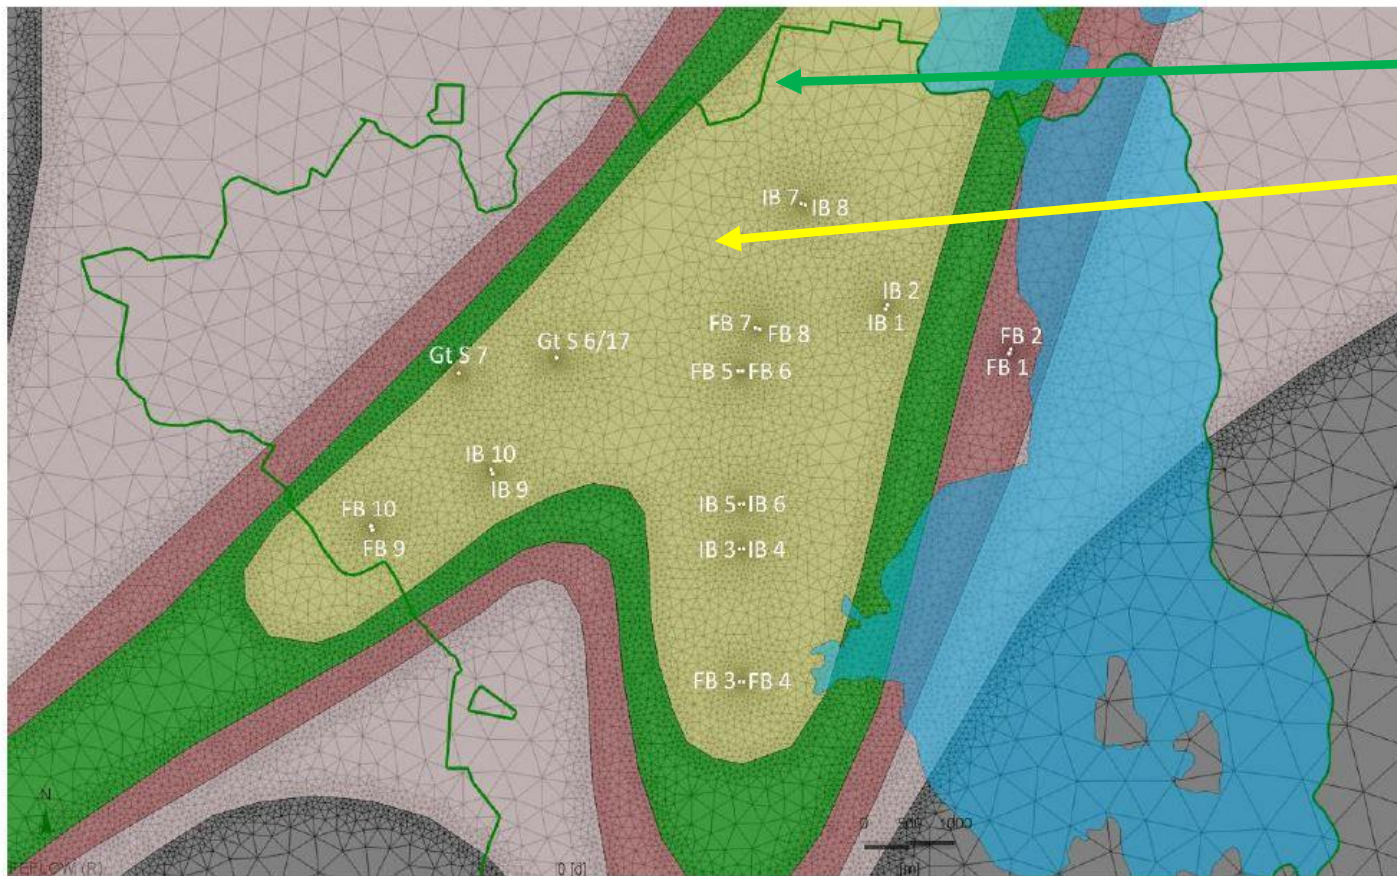 IB 7 IB 8
IB 2
IB 1
FB 7 FB 8
FB 2
FB 1
Gt S 6/17
Gt S 7
FB 5 FB 6
IB 10
IB 9
IB 5 IB 6
FB 10
FB 9
IB 3 IB 4
FB 3 FB 4
N
0 500 1000
[m]
FEFLOW (R)
0 [d]